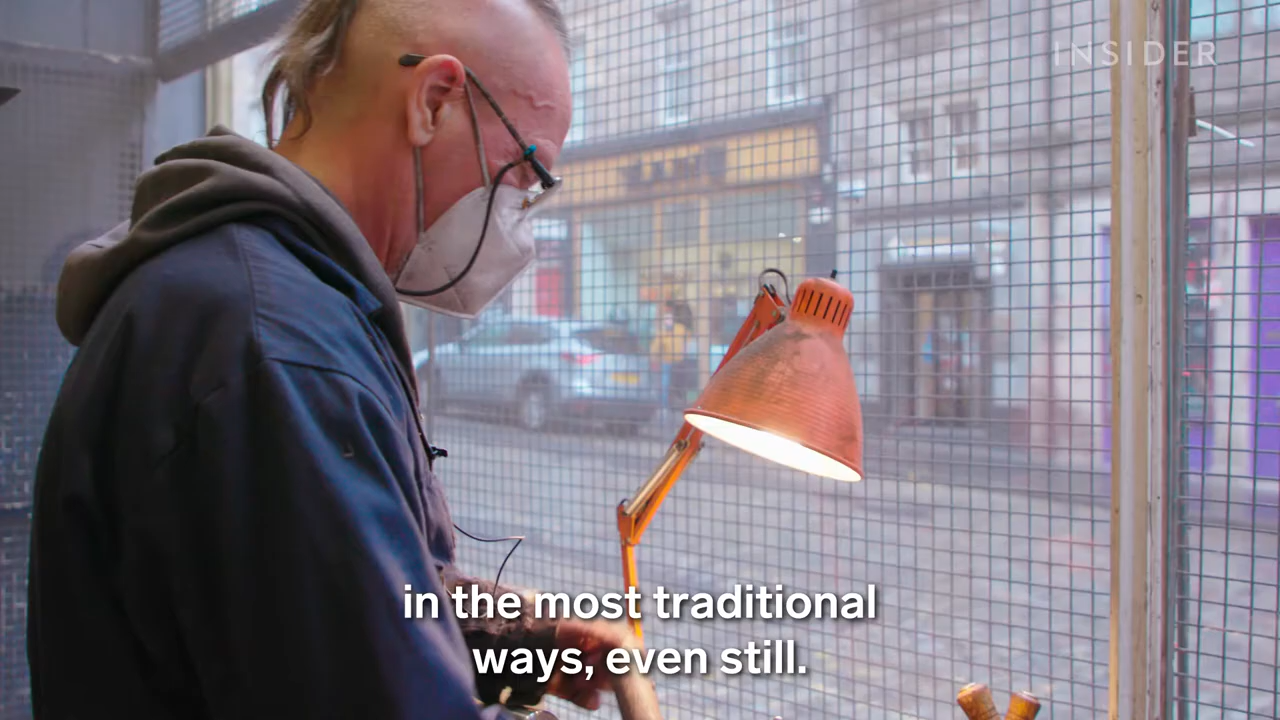 INSIDER
in the most traditional
ways, even still.